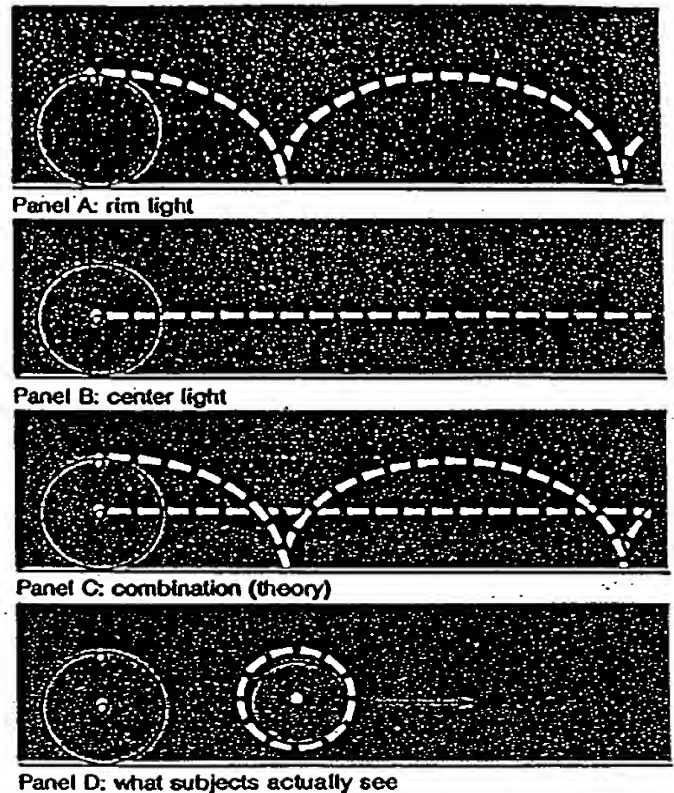 Panel A: rim light
Panel B: center light
Panel C: combination (theory)
Panel D: what subjects actually see